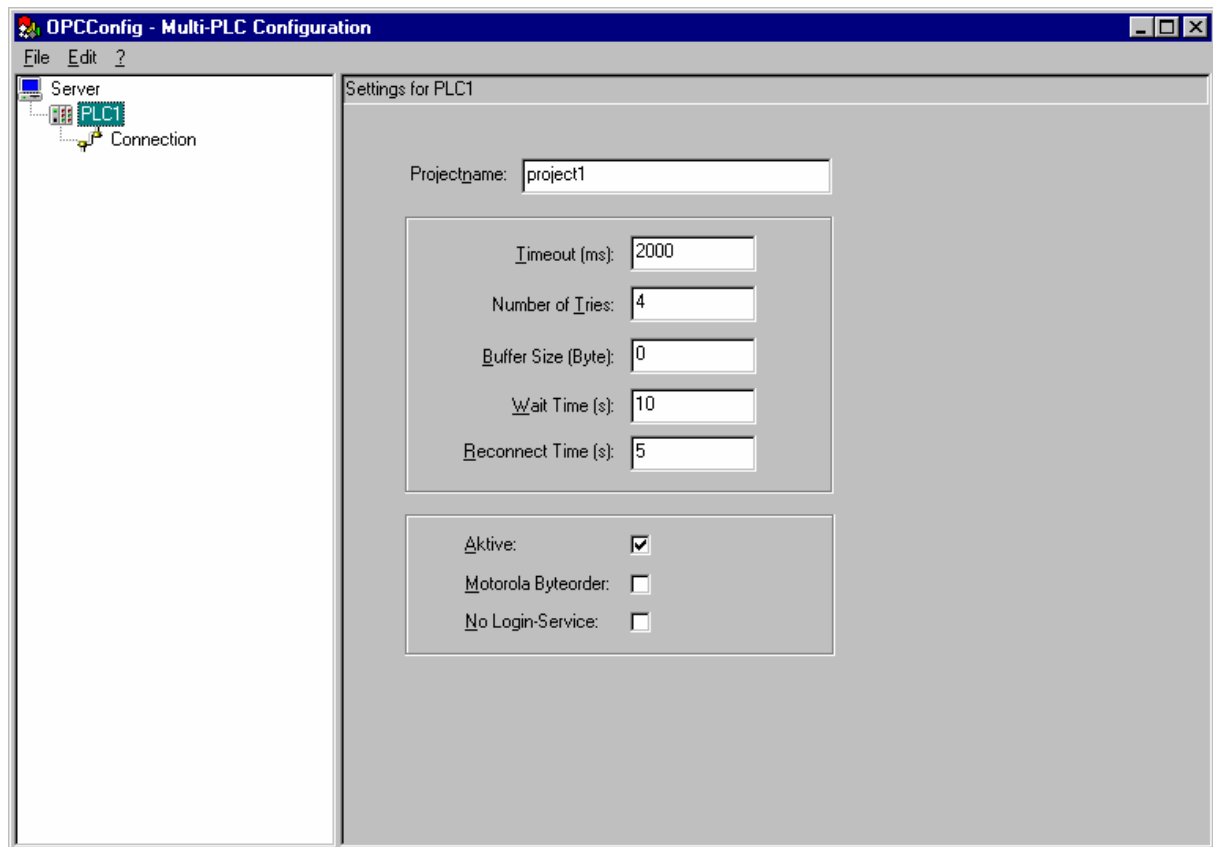 OPCConfig - Multi-PLC Configuration
File Edit ?
Server
PLC1
Connection
Settings for PLC1
Projectname: project1
Timeout (ms): 2000
Number of Tries: 4
Buffer Size (Byte): 0
Wait Time (s): 10
Reconnect Time (s): 5
Aktive:
Motorola Byteorder:
No Login-Service: